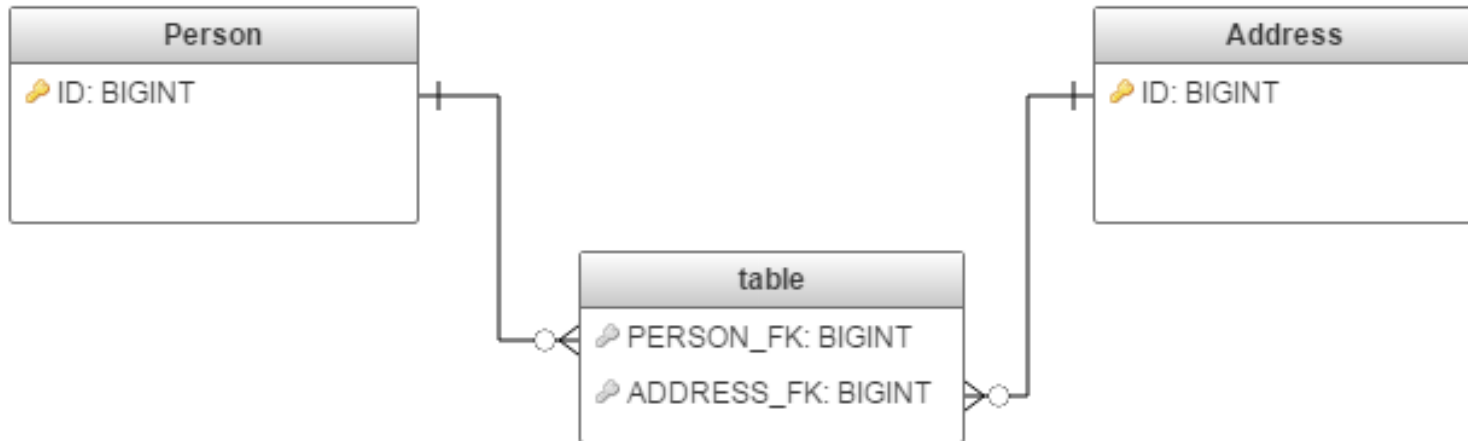 Person
ID: BIGINT
Address
ID: BIGINT
table
PERSON_FK: BIGINT
ADDRESS_FK: BIGINT